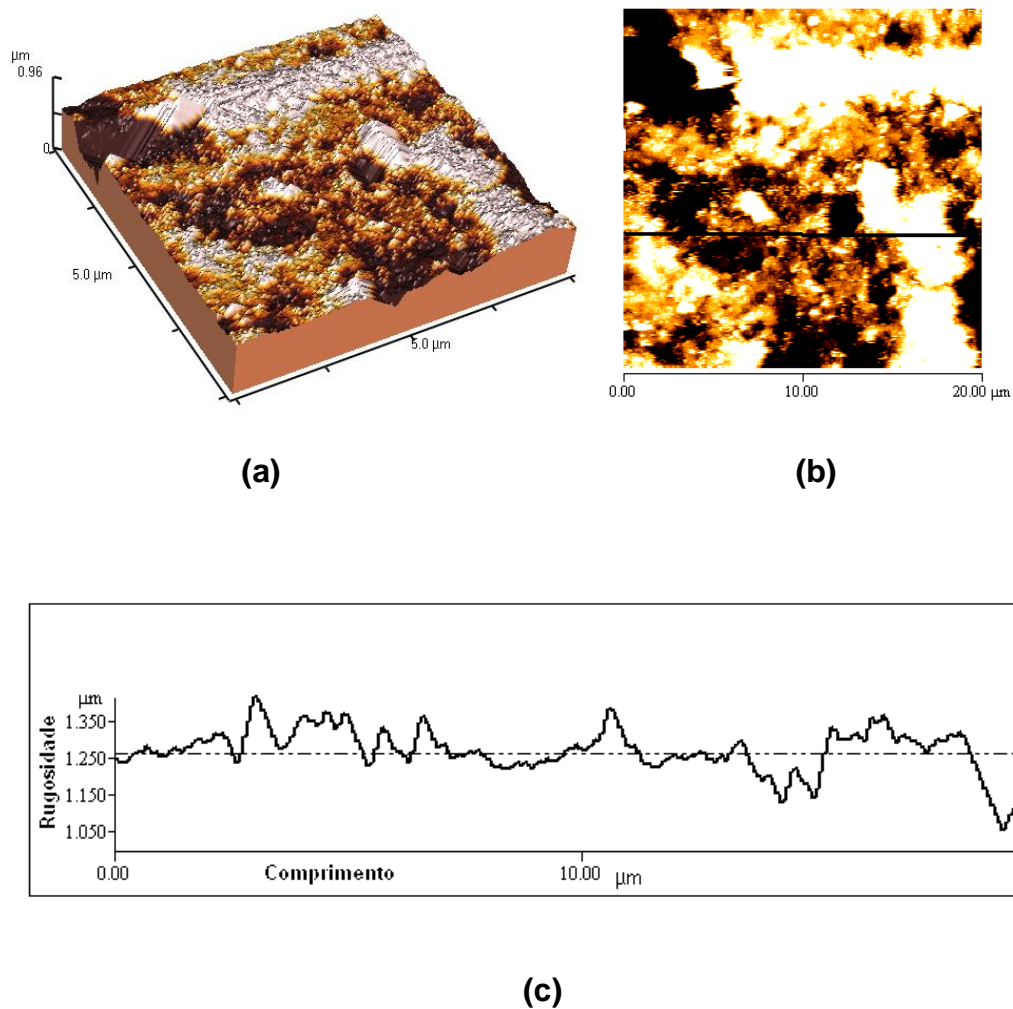 µm
0.96
0
5.0 µm
5.0 µm
0.00 10.00 20.00 µm
(a) (b)
µm
1.350
1.250
1.150
1.050
Rugosidade
0.00 Comprimento 10.00 µm
(c)